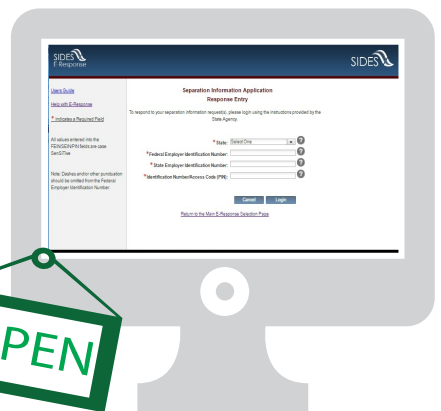 SIDES
E-Response
SIDES
Users Guide
Help with E-Response
* Indicates a Required Field
All values entered into the
FEIN/SEIN/PIN fields are case
SenSiTive.
Note: Dashes and/or other puncuation
should be omitted from the Federal
Employer Identification Number.
Separation Information Application
Response Entry
To respond to your separation information request(s), please login using the instructions provided by the
State Agency.
*State: Select One ?
*Federal Employer Identification Number: ?
*State Employer Identification Number: ?
*Identification Number/Access Code (PIN): ?
Cancel Login
Return to the Main E-Response Selection Page
PEN